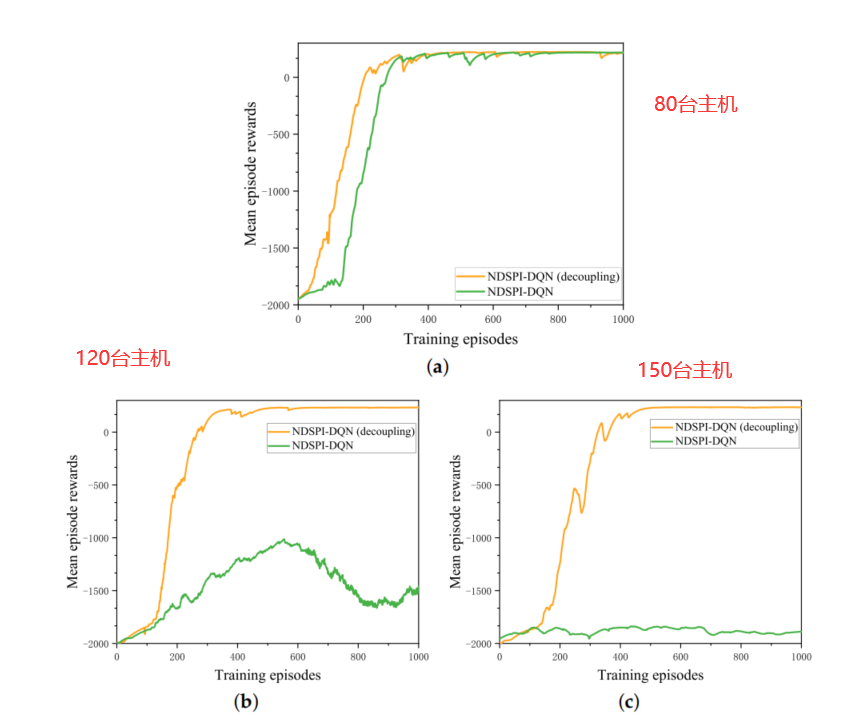 80台主机
Mean episode rewards
0
−500
−1000
−1500
−2000
NDSPI-DQN (decoupling)
NDSPI-DQN
0 200 400 600 800 1000
Training episodes
(a)
120台主机
150台主机
Mean episode rewards
0
−500
−1000
−1500
−2000
NDSPI-DQN (decoupling)
NDSPI-DQN
0 200 400 600 800 1000
Training episodes
(b)
Mean episode rewards
0
−500
−1000
−1500
−2000
NDSPI-DQN (decoupling)
NDSPI-DQN
0 200 400 600 800 1000
Training episodes
(c)